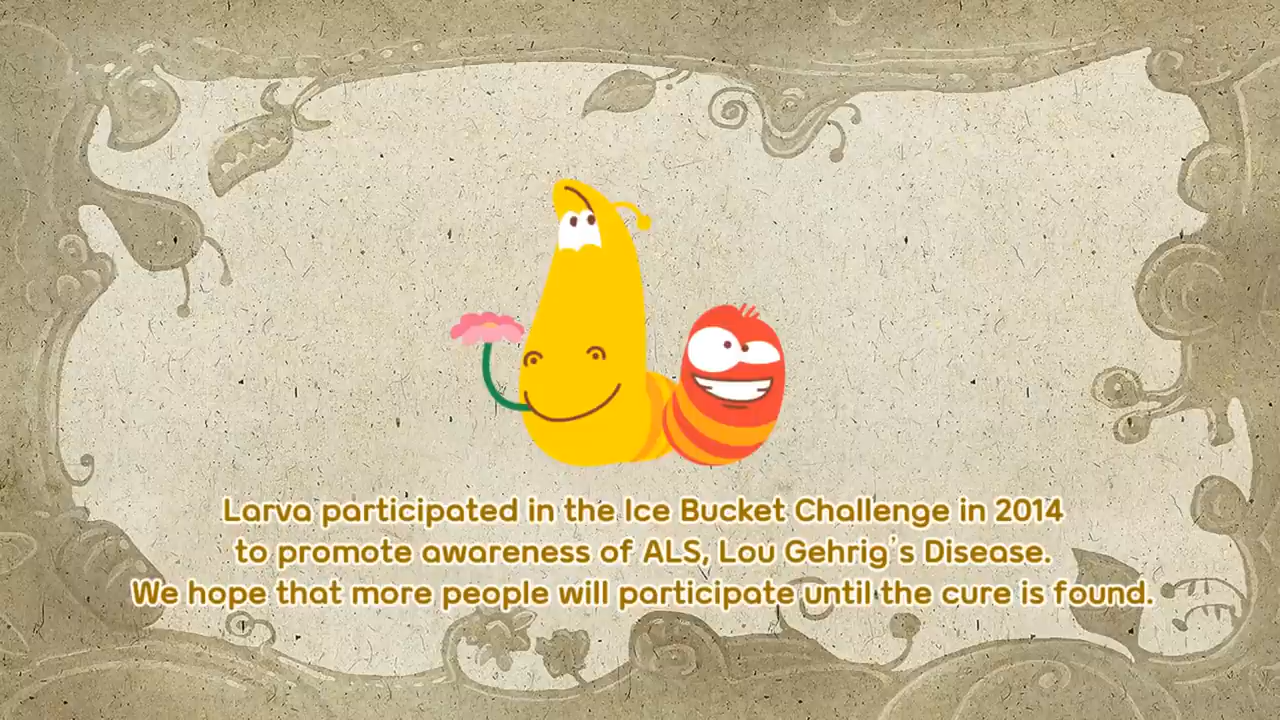 Larva participated in the Ice Bucket Challenge in 2014
to promote awareness of ALS, Lou Gehrig's Disease.
We hope that more people will participate until the cure is found.